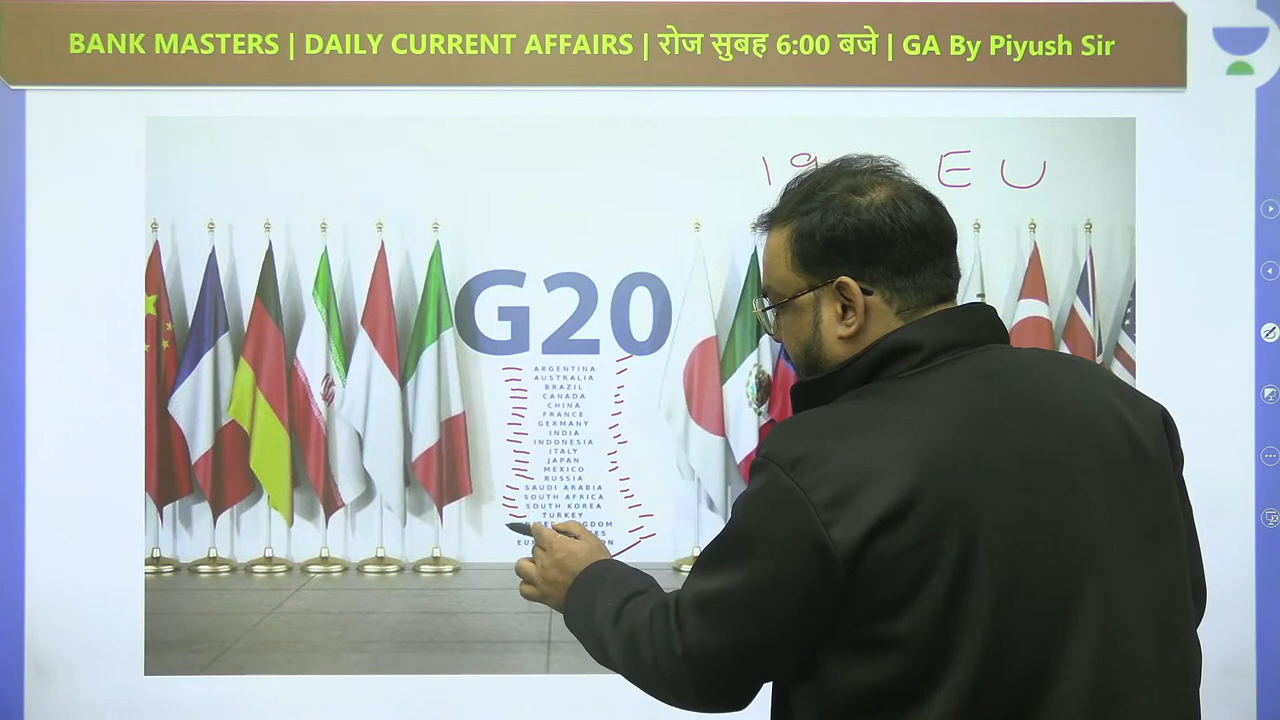 BANK MASTERS | DAILY CURRENT AFFAIRS | रोज सुबह 6:00 बजे | GA By Piyush Sir
19 EU
G20
ARGENTINA
AUSTRALIA
BRAZIL
CANADA
CHINA
FRANCE
GERMANY
INDIA
INDONESIA
ITALY
JAPAN
MEXICO
RUSSIA
SAUDI ARABIA
SOUTH AFRICA
SOUTH KOREA
TURKEY